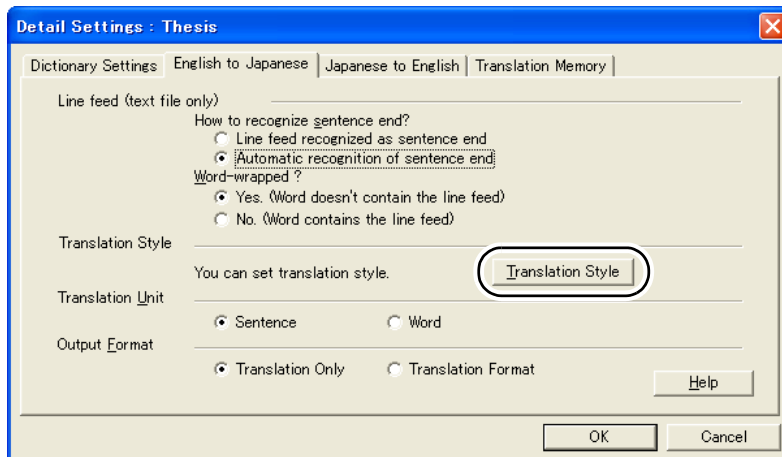 Detail Settings : Thesis
Dictionary Settings English to Japanese Japanese to English Translation Memory
Line feed (text file only)
How to recognize sentence end?
Line feed recognized as sentence end
Automatic recognition of sentence end
Word-wrapped ?
Yes. (Word doesn't contain the line feed)
No. (Word contains the line feed)
Translation Style
You can set translation style. Translation Style
Translation Unit
Sentence Word
Output Format
Translation Only Translation Format
Help
OK Cancel